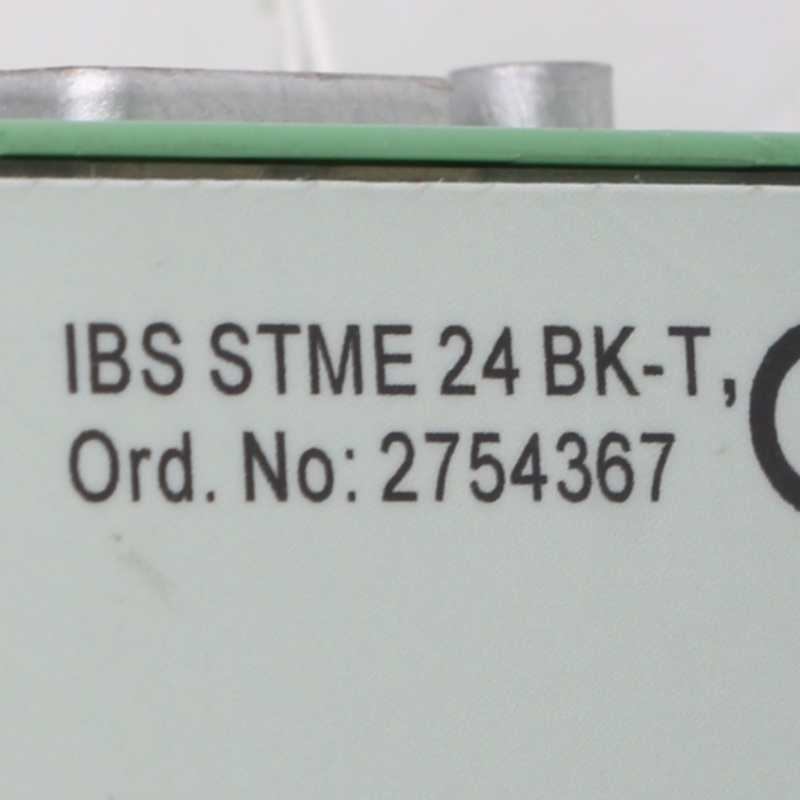 IBS STME 24 BK-T,
Ord. No: 2754367